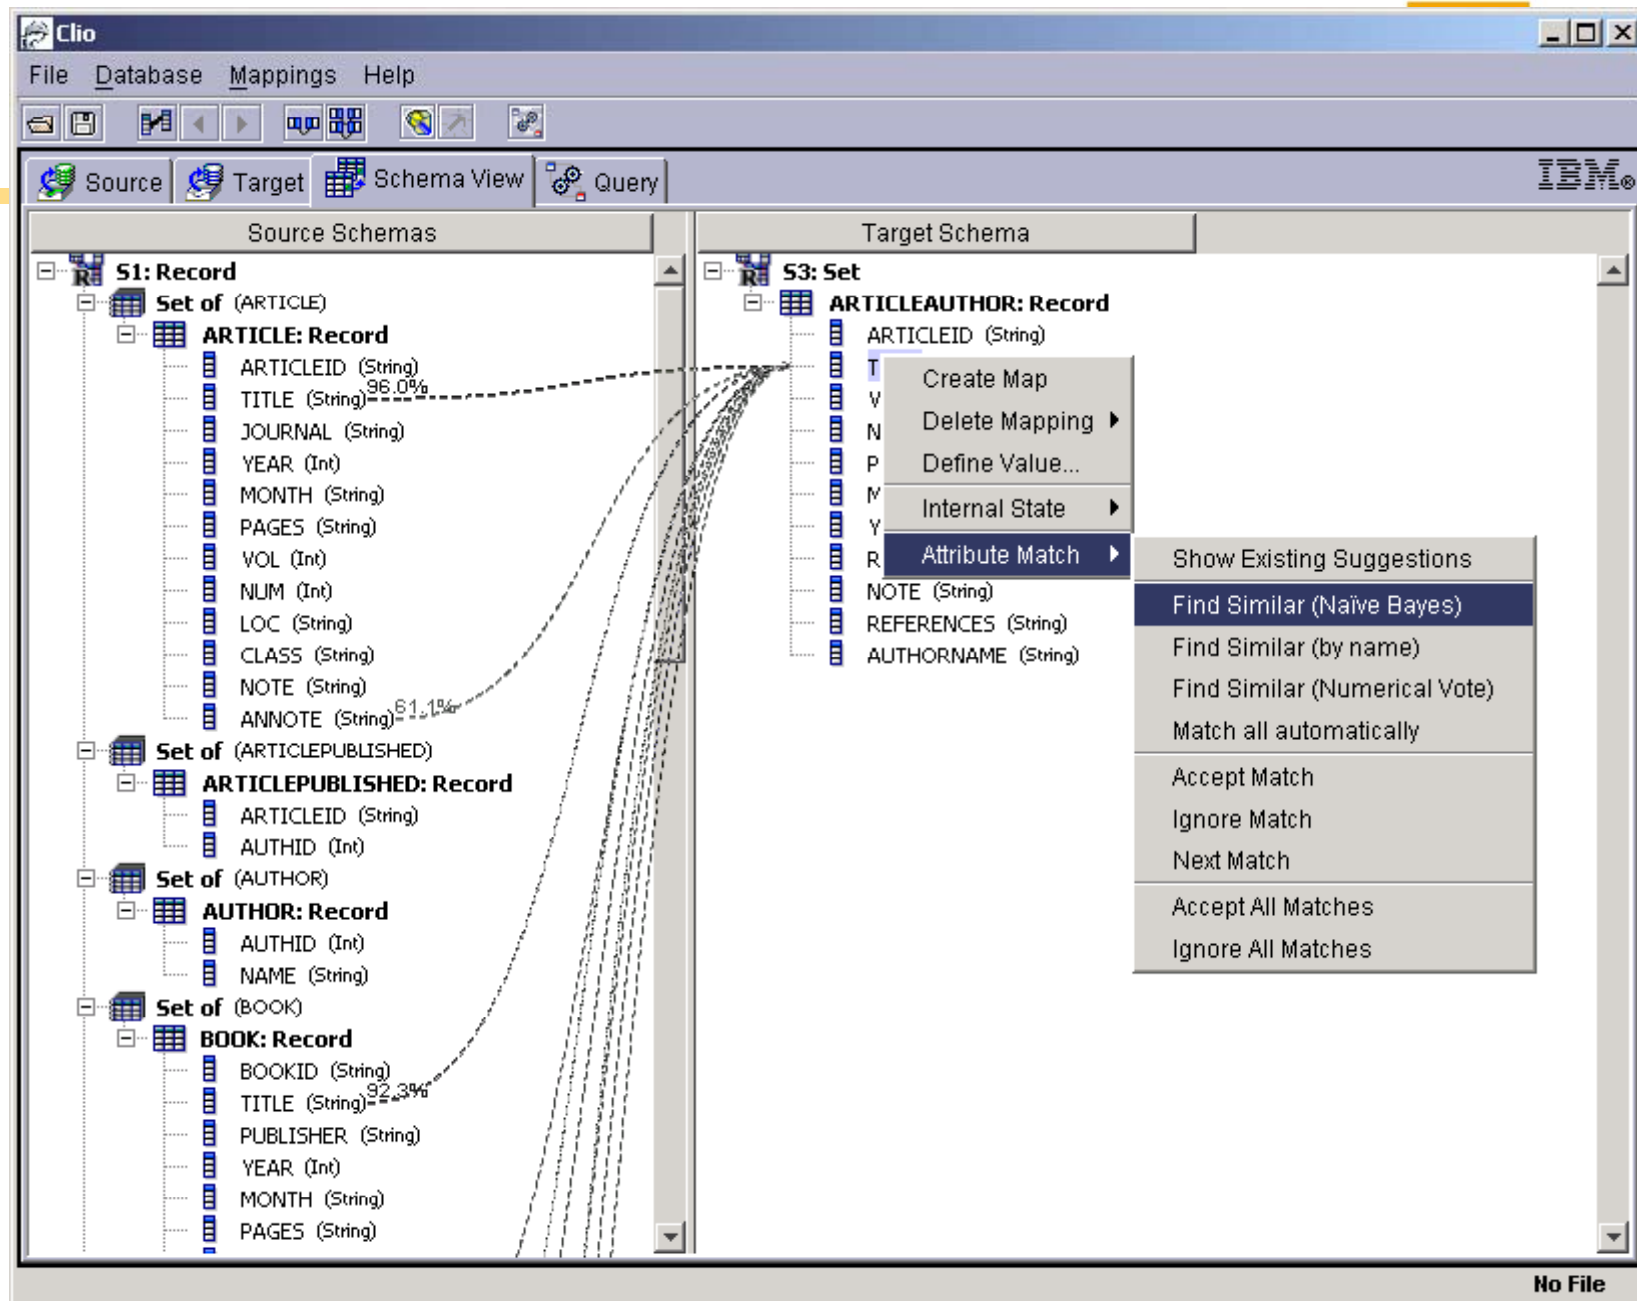 Clio
File Database Mappings Help
Source Target Schema View Query IBM®
Source Schemas
S1: Record
Set of (ARTICLE)
ARTICLE: Record
ARTICLEID (String)
TITLE (String) 96.0%
JOURNAL (String)
YEAR (Int)
MONTH (String)
PAGES (String)
VOL (Int)
NUM (Int)
LOC (String)
CLASS (String)
NOTE (String)
ANNOTE (String) 61.1%
Set of (ARTICLEPUBLISHED)
ARTICLEPUBLISHED: Record
ARTICLEID (String)
AUTHID (Int)
Set of (AUTHOR)
AUTHOR: Record
AUTHID (Int)
NAME (String)
Set of (BOOK)
BOOK: Record
BOOKID (String)
TITLE (String) 92.3%
PUBLISHER (String)
YEAR (Int)
MONTH (String)
PAGES (String)
Target Schema
S3: Set
ARTICLEAUTHOR: Record
ARTICLEID (String)
T
V
N
P
M
Y
R
NOTE (String)
REFERENCES (String)
AUTHORNAME (String)
Create Map
Delete Mapping
Define Value...
Internal State
Attribute Match
Show Existing Suggestions
Find Similar (Naïve Bayes)
Find Similar (by name)
Find Similar (Numerical Vote)
Match all automatically
Accept Match
Ignore Match
Next Match
Accept All Matches
Ignore All Matches
No File